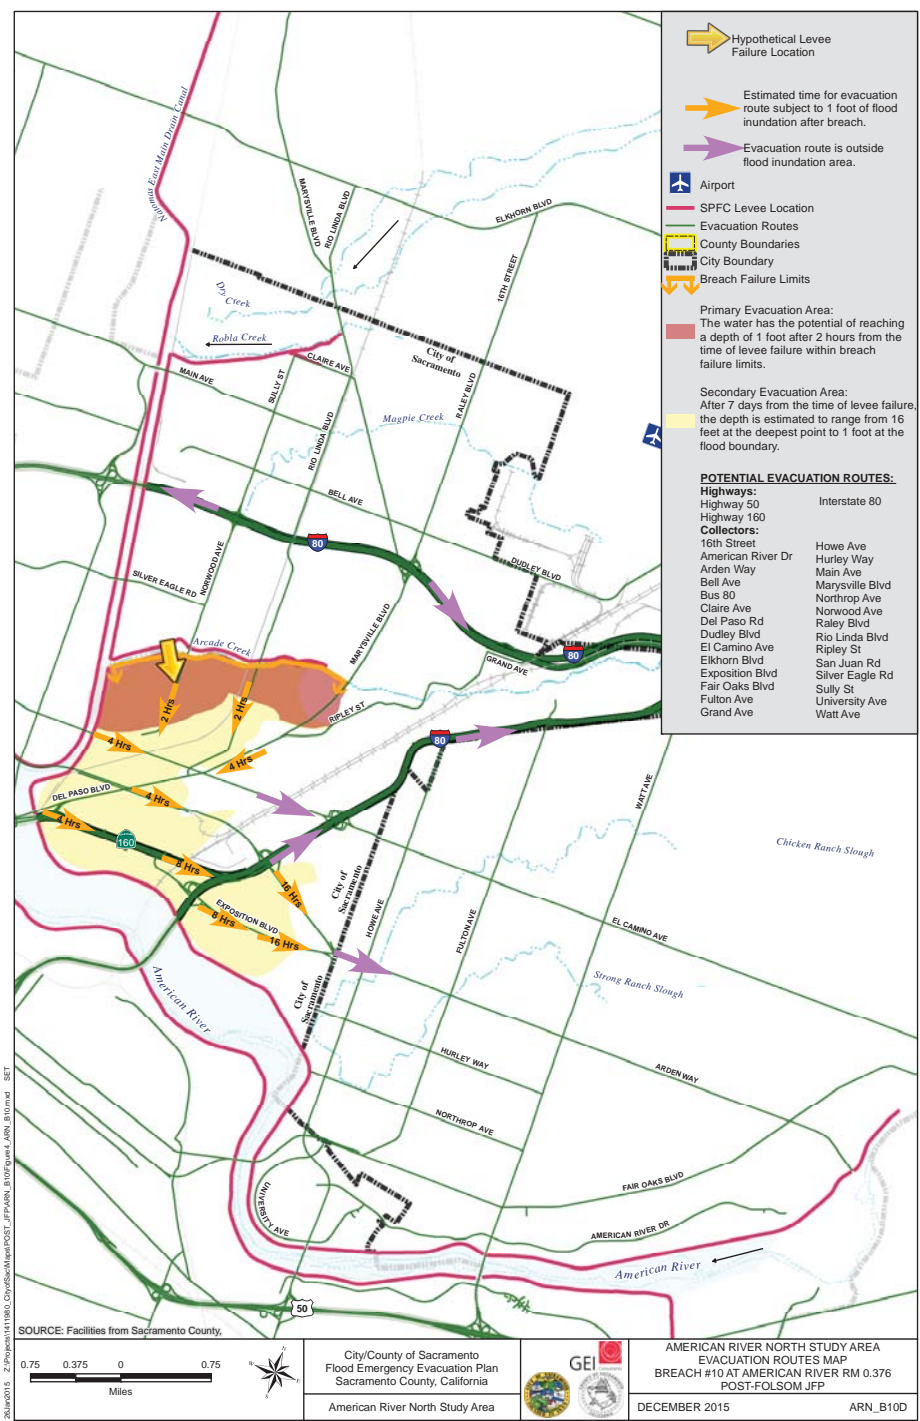 Hypothetical Levee
Failure Location
Estimated time for evacuation
route subject to 1 foot of flood
inundation after breach.
Evacuation route is outside
flood inundation area.
Airport
SPFC Levee Location
Evacuation Routes
County Boundaries
City Boundary
Breach Failure Limits
Primary Evacuation Area:
The water has the potential of reaching
a depth of 1 foot after 2 hours from the
time of levee failure within breach
failure limits.
Secondary Evacuation Area:
After 7 days from the time of levee failure,
the depth is estimated to range from 16
feet at the deepest point to 1 foot at the
flood boundary.
POTENTIAL EVACUATION ROUTES:
Highways:
Highway 50
Highway 160
Interstate 80
Collectors:
16th Street
American River Dr
Arden Way
Bell Ave
Bus 80
Claire Ave
Del Paso Rd
Dudley Blvd
El Camino Ave
Elkhorn Blvd
Exposition Blvd
Fair Oaks Blvd
Fulton Ave
Grand Ave
Howe Ave
Hurley Way
Main Ave
Marysville Blvd
Northrop Ave
Norwood Ave
Raley Blvd
Rio Linda Blvd
Ripley St
San Juan Rd
Silver Eagle Rd
Sully St
University Ave
Watt Ave
Natomas East Main Drain Canal
MARYSVILLE BLVD
RIO LINDA BLVD
ELKHORN BLVD
16TH STREET
Dry
Creek
Robla Creek
CLAIRE AVE
City of
Sacramento
MAIN AVE
SULLY ST
RALEY BLVD
Magpie Creek
RIO LINDA BLVD
BELL AVE
80
NORWOOD AVE
DUDLEY BLVD
SILVER EAGLE RD
MARYSVILLE BLVD
Arcade Creek
80
GRAND AVE
2 Hrs
2 Hrs
RIPLEY ST
4 Hrs
4 Hrs
80
DEL PASO BLVD
4 Hrs
WATT AVE
4 Hrs
160
Chicken Ranch Slough
8 Hrs
16 Hrs
City of
Sacramento
HOWE AVE
EXPOSITION BLVD
8 Hrs
16 Hrs
FULTON AVE
EL CAMINO AVE
American River
City of
Sacramento
Strong Ranch Slough
HURLEY WAY
ARDEN WAY
NORTHROP AVE
UNIVERSITY AVE
FAIR OAKS BLVD
AMERICAN RIVER DR
American River
50
SOURCE: Facilities from Sacramento County,
26Jan2015 Z:\Projects\1411980_CityofSac\Maps\POST_JFP\ARN_B10\Figure4_ARN_B10.mxd SET
0.75 0.375 0 0.75
Miles
N
E
S
W
City/County of Sacramento
Flood Emergency Evacuation Plan
Sacramento County, California
American River North Study Area
GEI
AMERICAN RIVER NORTH STUDY AREA
EVACUATION ROUTES MAP
BREACH #10 AT AMERICAN RIVER RM 0.376
POST-FOLSOM JFP
DECEMBER 2015
ARN_B10D